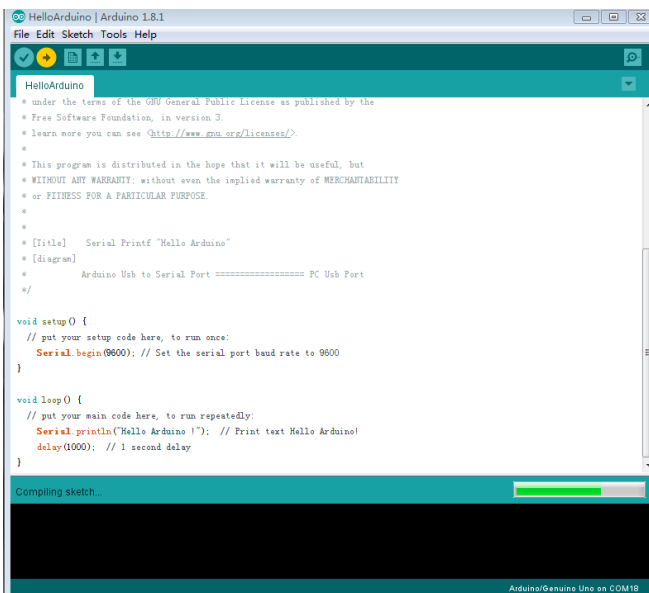 HelloArduino | Arduino 1.8.1
File Edit Sketch Tools Help
HelloArduino
* under the terms of the GNU General Public License as published by the
* Free Software Foundation, in version 3.
* learn more you can see <http://www.gnu.org/licenses/>.
*
* This program is distributed in the hope that it will be useful, but
* WITHOUT ANY WARRANTY; without even the implied warranty of MERCHANTABILITY
* or FITNESS FOR A PARTICULAR PURPOSE.
*
*
* [Title]    Serial Printf "Hello Arduino"
* [diagram]
*          Arduino Usb to Serial Port ================== PC Usb Port
*/
void setup() {
// put your setup code here, to run once:
Serial.begin(9600); // Set the serial port baud rate to 9600
}
void loop() {
// put your main code here, to run repeatedly:
Serial.println("Hello Arduino !");  // Print text Hello Arduino!
delay(1000);  // 1 second delay
}
Compiling sketch...
Arduino/Genuino Uno on COM18